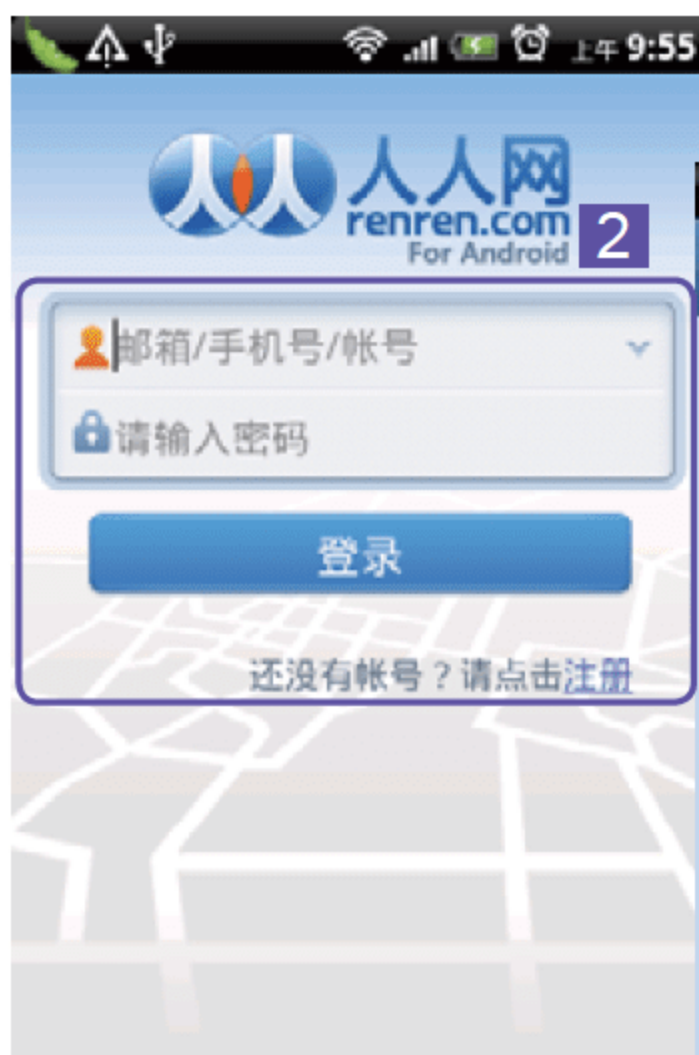 上午 9:55
人人网
renren.com
For Android
2
邮箱/手机号/帐号
请输入密码
登录
还没有帐号？请点击注册